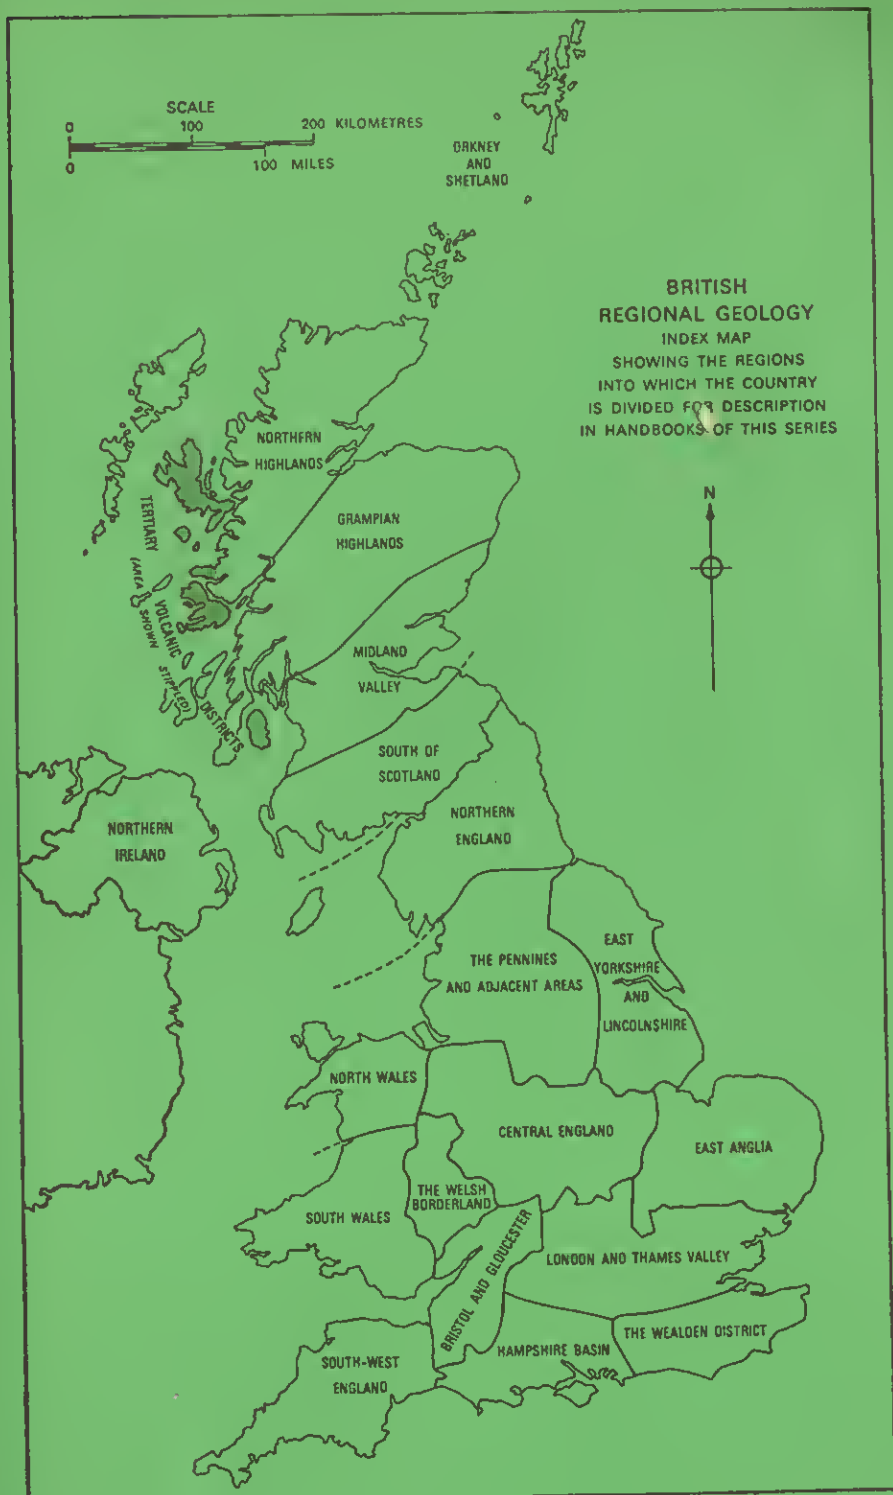 SCALE
0 100 200 KILOMETRES
0 100 MILES
ORKNEY
AND
SHETLAND
BRITISH
REGIONAL GEOLOGY
INDEX MAP
SHOWING THE REGIONS
INTO WHICH THE COUNTRY
IS DIVIDED FOR DESCRIPTION
IN HANDBOOKS OF THIS SERIES
N
NORTHERN
HIGHLANDS
GRAMPIAN
HIGHLANDS
TERTIARY
VOLCANIC
DISTRICTS
(AREA SHOWN STIPPLED)
MIDLAND
VALLEY
SOUTH OF
SCOTLAND
NORTHERN
IRELAND
NORTHERN
ENGLAND
THE PENNINES
AND ADJACENT AREAS
EAST
YORKSHIRE
AND
LINCOLNSHIRE
NORTH WALES
CENTRAL ENGLAND
EAST ANGLIA
THE WELSH
BORDERLAND
SOUTH WALES
BRISTOL AND GLOUCESTER
LONDON AND THAMES VALLEY
THE WEALDEN DISTRICT
HAMPSHIRE BASIN
SOUTH-WEST
ENGLAND